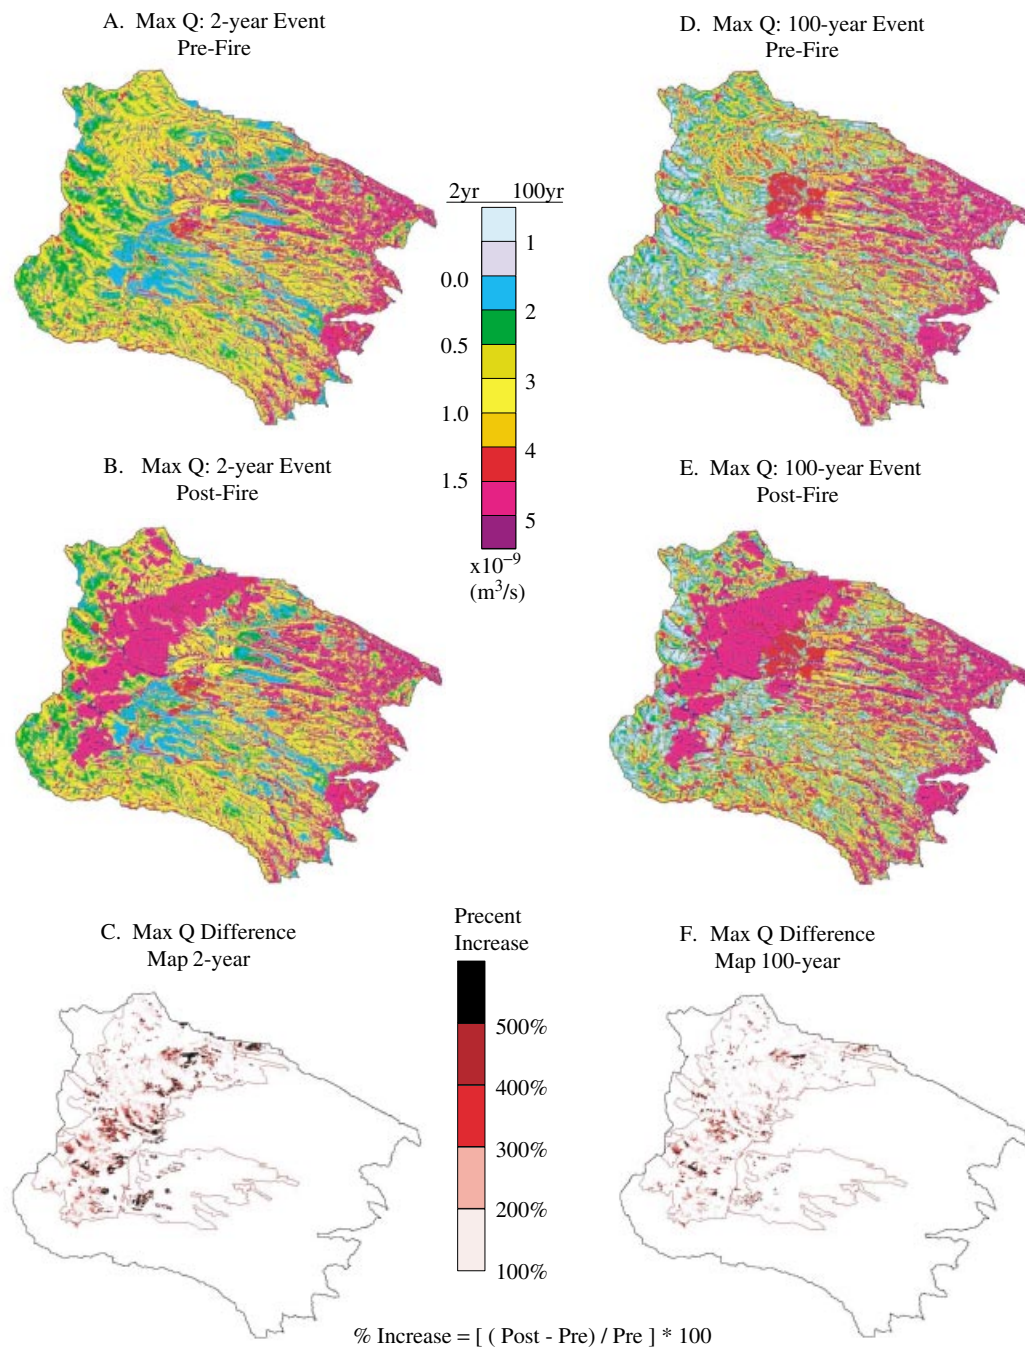 A. Max Q: 2-year Event
Pre-Fire
D. Max Q: 100-year Event
Pre-Fire
2yr 100yr
1
0.0
2
0.5
3
1.0
4
1.5
5
x10⁻⁹
(m³/s)
B. Max Q: 2-year Event
Post-Fire
E. Max Q: 100-year Event
Post-Fire
C. Max Q Difference
Map 2-year
Precent
Increase
500%
400%
300%
200%
100%
F. Max Q Difference
Map 100-year
% Increase = [ ( Post - Pre) / Pre ] * 100